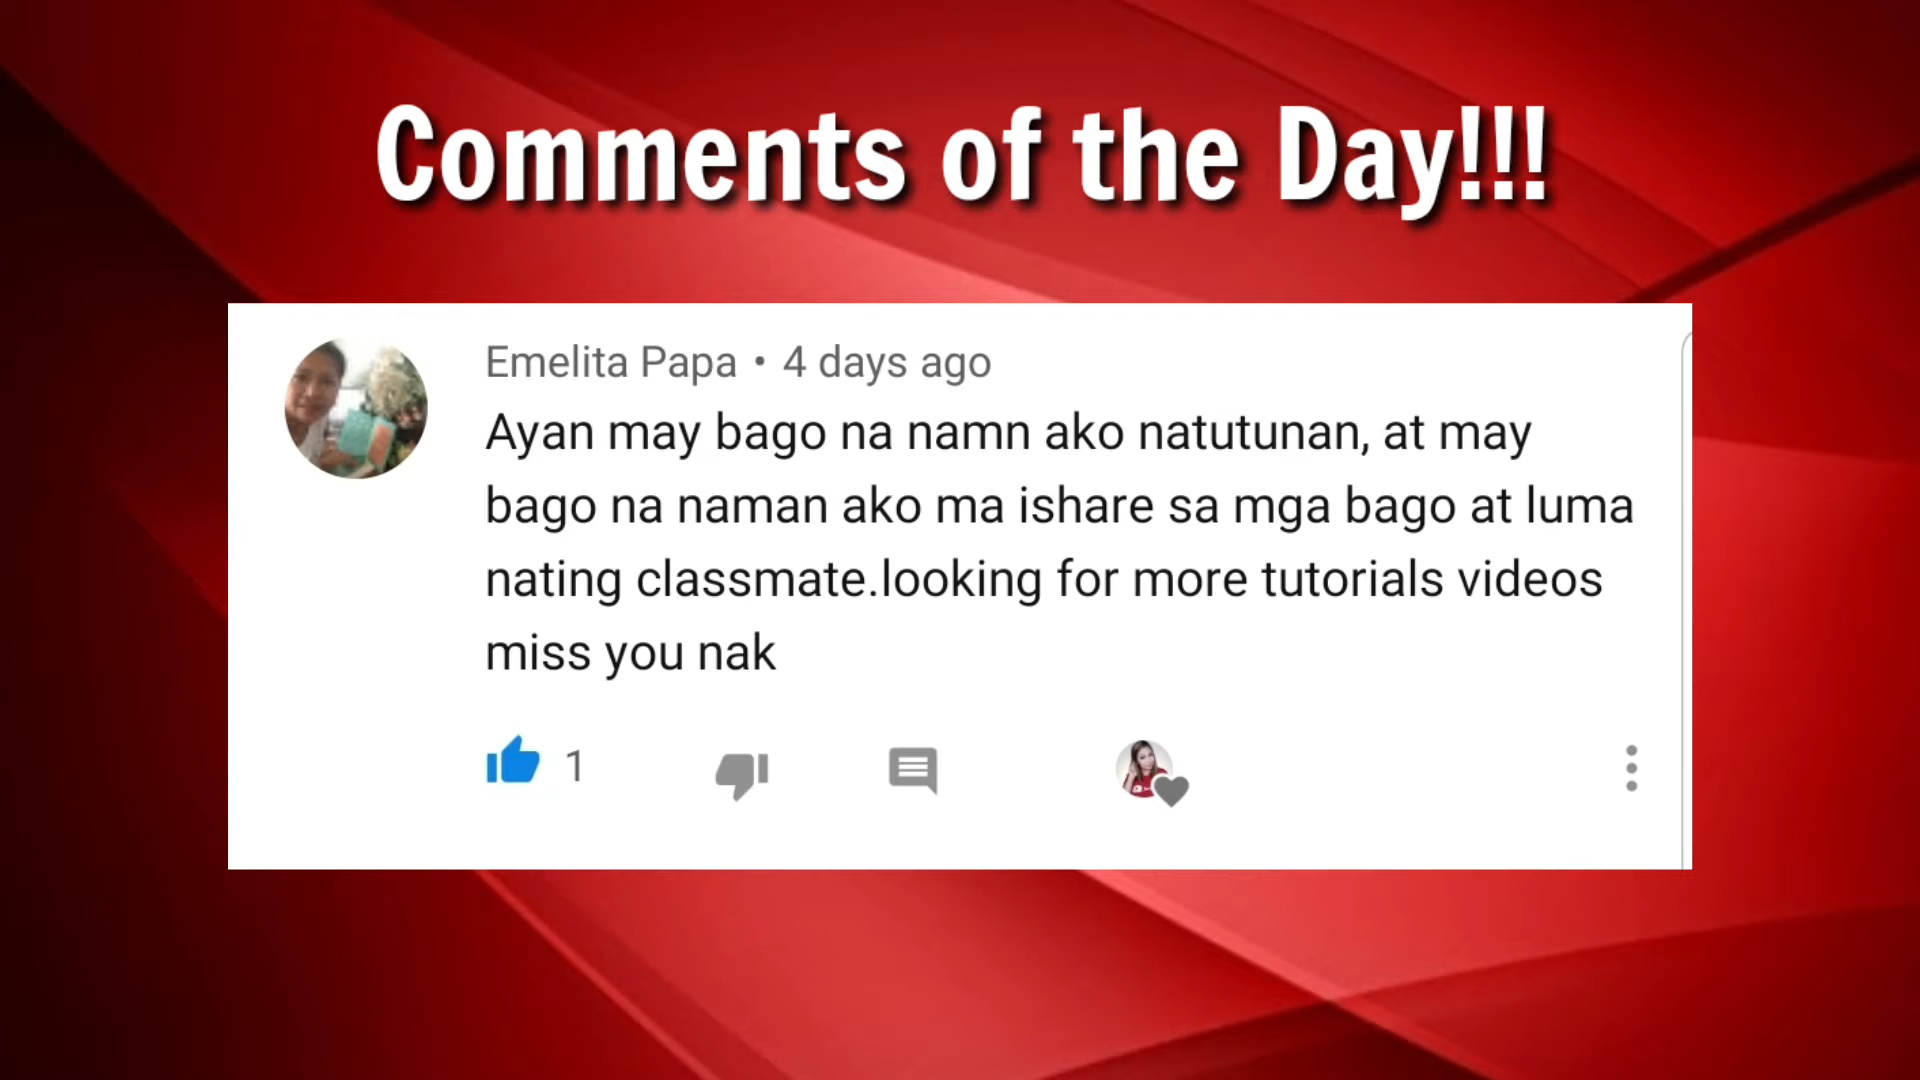 Comments of the Day!!!
Emelita Papa • 4 days ago
Ayan may bago na namn ako natutunan, at may
bago na naman ako ma ishare sa mga bago at luma
nating classmate.looking for more tutorials videos
miss you nak
1